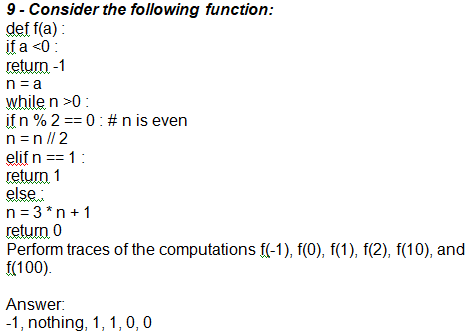 9 - Consider the following function:
def f(a) :
if a <0 :
return -1
n = a
while n >0 :
if n % 2 == 0 : # n is even
n = n // 2
elif n == 1 :
return 1
else :
n = 3 * n + 1
return 0
Perform traces of the computations f(-1), f(0), f(1), f(2), f(10), and
f(100).
Answer:
-1, nothing, 1, 1, 0, 0